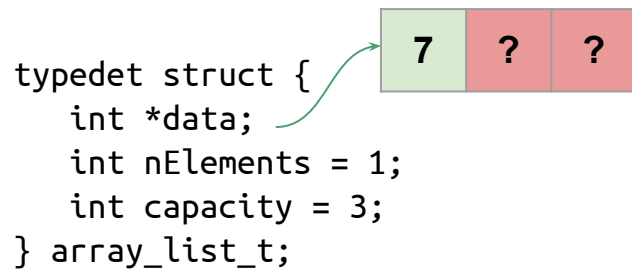 7 ? ?
typedet struct {
int *data;
int nElements = 1;
int capacity = 3;
} array_list_t;